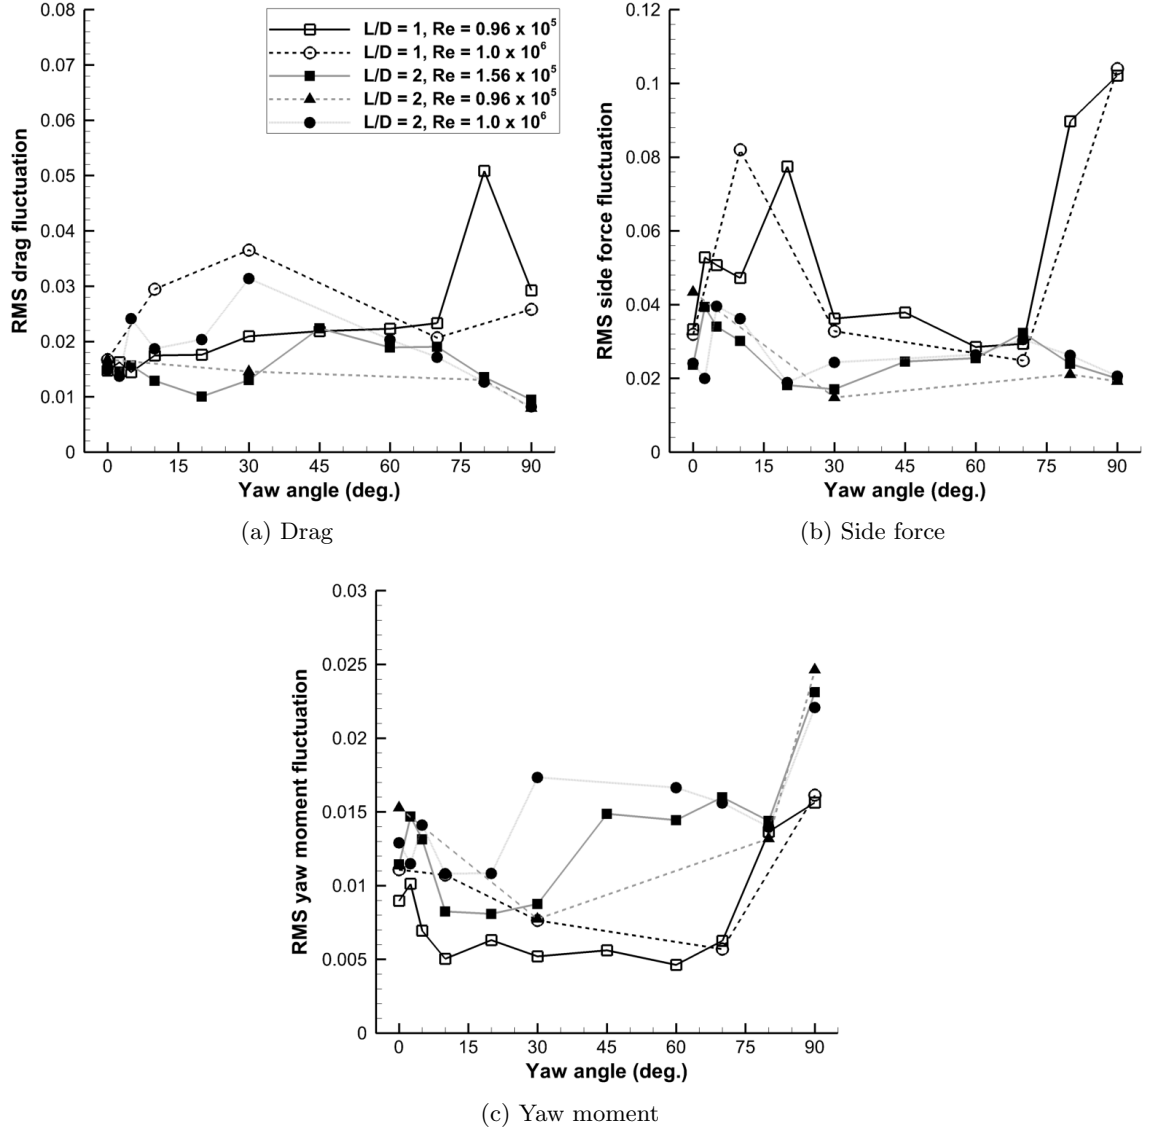 0.08
0.07
0.06
0.05
0.04
0.03
0.02
0.01
0
RMS drag fluctuation
L/D = 1, Re = 0.96 x 10⁵
L/D = 1, Re = 1.0 x 10⁶
L/D = 2, Re = 1.56 x 10⁵
L/D = 2, Re = 0.96 x 10⁵
L/D = 2, Re = 1.0 x 10⁶
0 15 30 45 60 75 90
Yaw angle (deg.)
(a) Drag
0.12
0.1
0.08
0.06
0.04
0.02
0
RMS side force fluctuation
0 15 30 45 60 75 90
Yaw angle (deg.)
(b) Side force
0.03
0.025
0.02
0.015
0.01
0.005
0
RMS yaw moment fluctuation
0 15 30 45 60 75 90
Yaw angle (deg.)
(c) Yaw moment